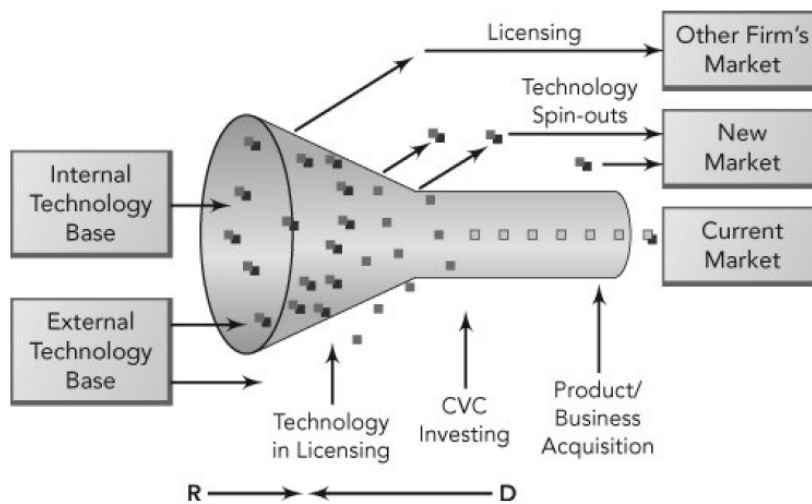 Licensing
Other Firm's
Market
Technology
Spin-outs
New
Market
Internal
Technology
Base
Current
Market
External
Technology
Base
Technology
in Licensing
CVC
Investing
Product/
Business
Acquisition
R
D